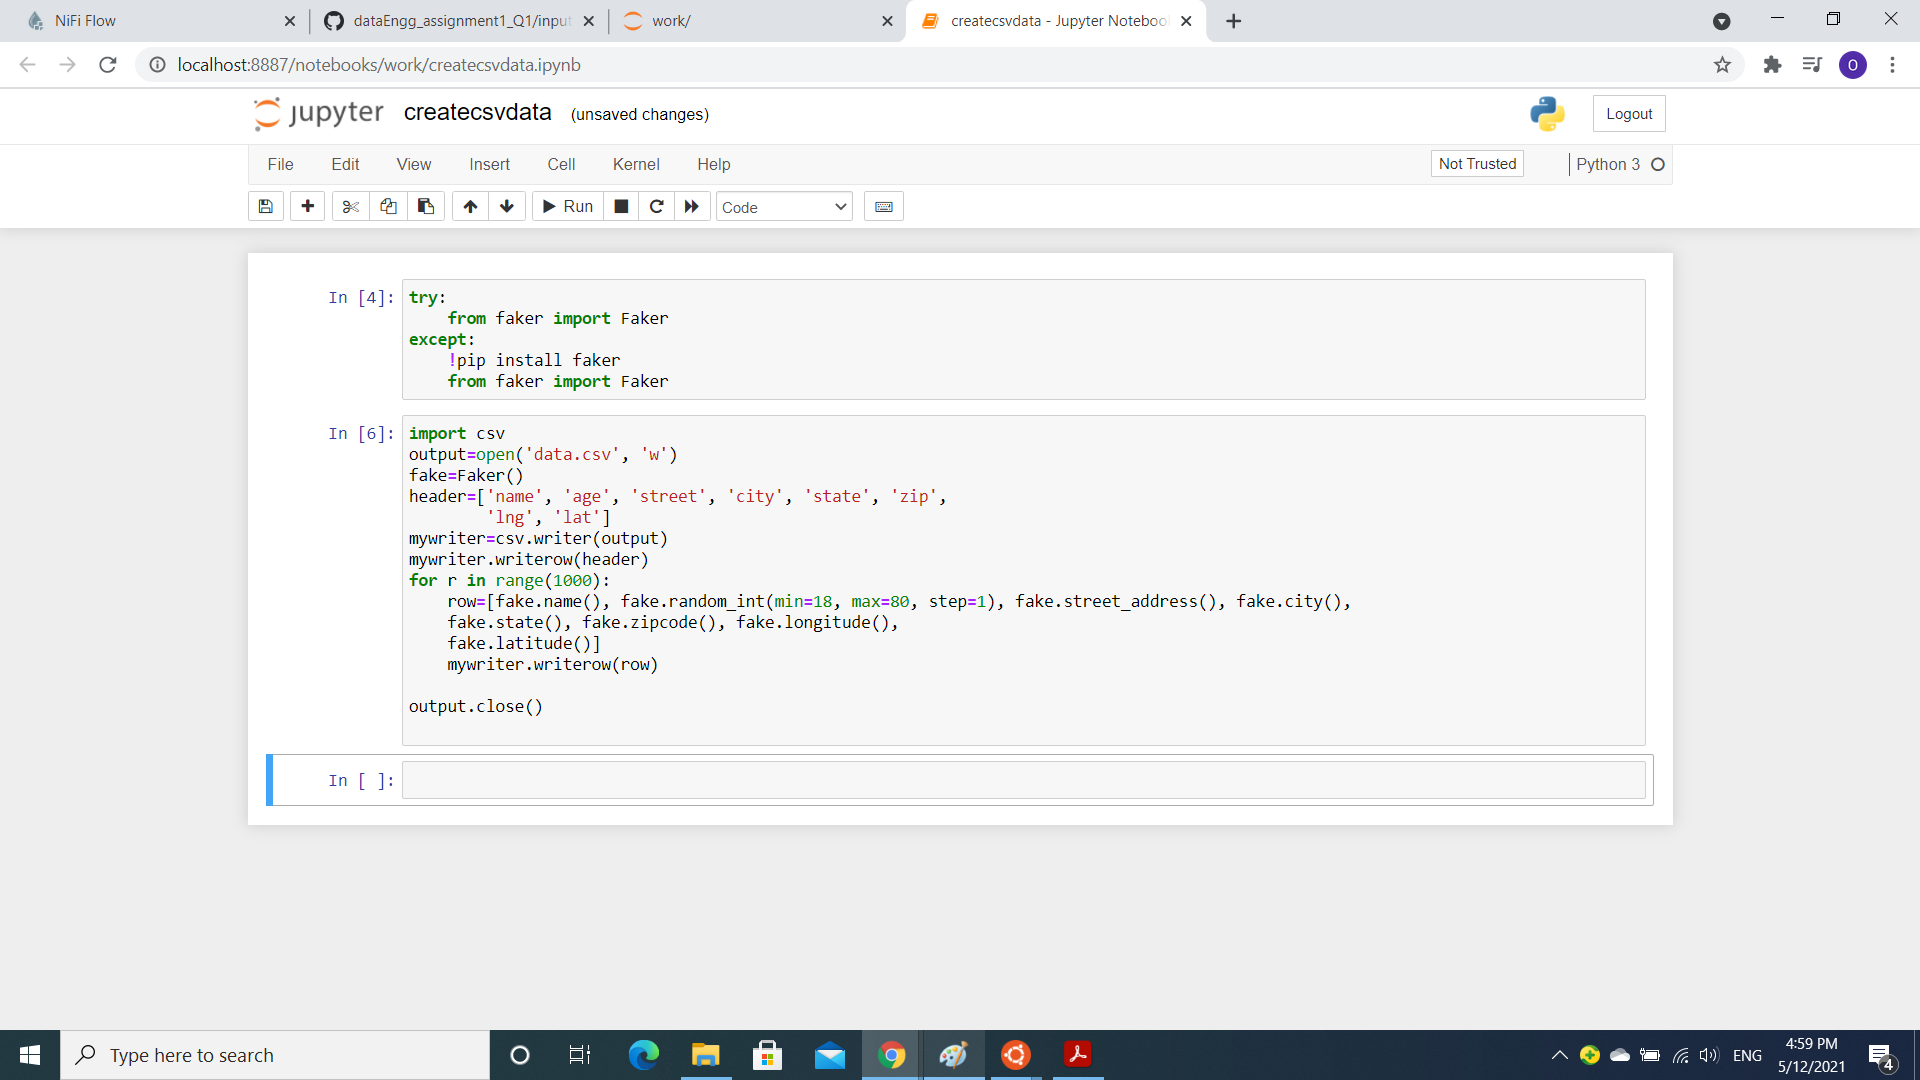 NiFi Flow
dataEngg_assignment1_Q1/input
work/
createcsvdata - Jupyter Notebook
localhost:8887/notebooks/work/createcsvdata.ipynb
O
jupyter createcsvdata (unsaved changes)
Logout
File Edit View Insert Cell Kernel Help
Not Trusted
Python 3
Run
Code
In [4]:
try:
    from faker import Faker
except:
    !pip install faker
    from faker import Faker
In [6]:
import csv
output=open('data.csv', 'w')
fake=Faker()
header=['name', 'age', 'street', 'city', 'state', 'zip',
        'lng', 'lat']
mywriter=csv.writer(output)
mywriter.writerow(header)
for r in range(1000):
    row=[fake.name(), fake.random_int(min=18, max=80, step=1), fake.street_address(), fake.city(),
    fake.state(), fake.zipcode(), fake.longitude(),
    fake.latitude()]
    mywriter.writerow(row)
output.close()
In [ ]:
Type here to search
ENG
4:59 PM
5/12/2021
4